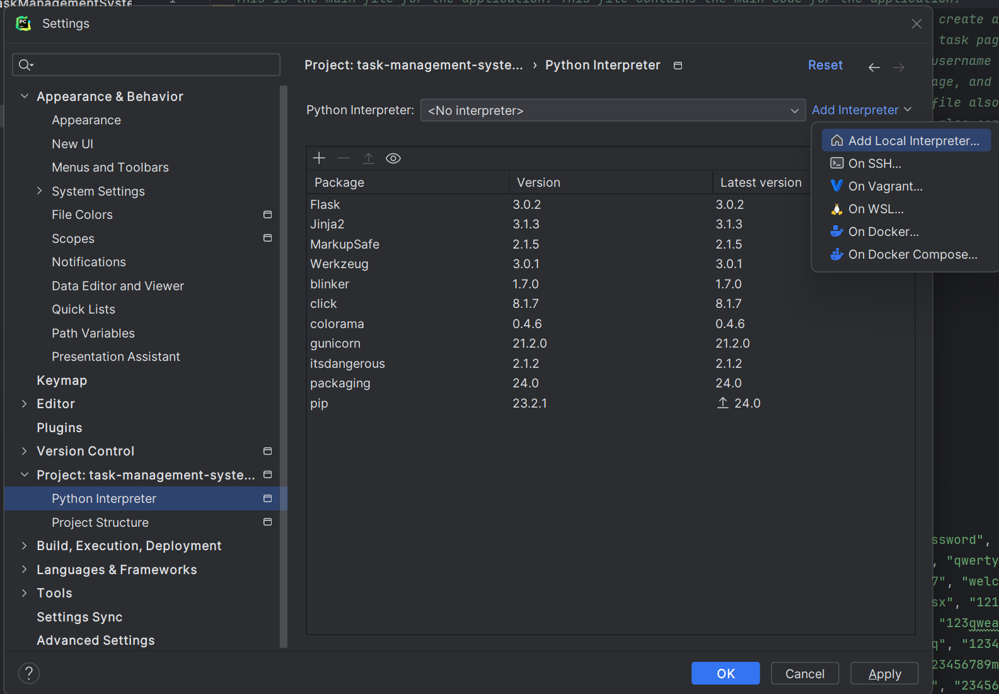 This is the main file for the application. This file contains the main code for the application.
Settings
create a
task pag
username
age, and
file also
Project: task-management-syste... › Python Interpreter
Reset
Python Interpreter: <No interpreter>
Add Interpreter
Add Local Interpreter...
On SSH...
On Vagrant...
On WSL...
On Docker...
On Docker Compose...
Appearance & Behavior
Appearance
New UI
Menus and Toolbars
System Settings
File Colors
Scopes
Notifications
Data Editor and Viewer
Quick Lists
Path Variables
Presentation Assistant
Keymap
Editor
Plugins
Version Control
Project: task-management-syste...
Python Interpreter
Project Structure
Build, Execution, Deployment
Languages & Frameworks
Tools
Settings Sync
Advanced Settings
Package Version Latest version
Flask 3.0.2 3.0.2
Jinja2 3.1.3 3.1.3
MarkupSafe 2.1.5 2.1.5
Werkzeug 3.0.1 3.0.1
blinker 1.7.0 1.7.0
click 8.1.7 8.1.7
colorama 0.4.6 0.4.6
gunicorn 21.2.0 21.2.0
itsdangerous 2.1.2 2.1.2
packaging 24.0 24.0
pip 23.2.1 24.0
ssword",
, "qwerty
7", "welc
sx", "121
"123qwea
q", "1234
23456789m
", "23456
?
OK
Cancel
Apply